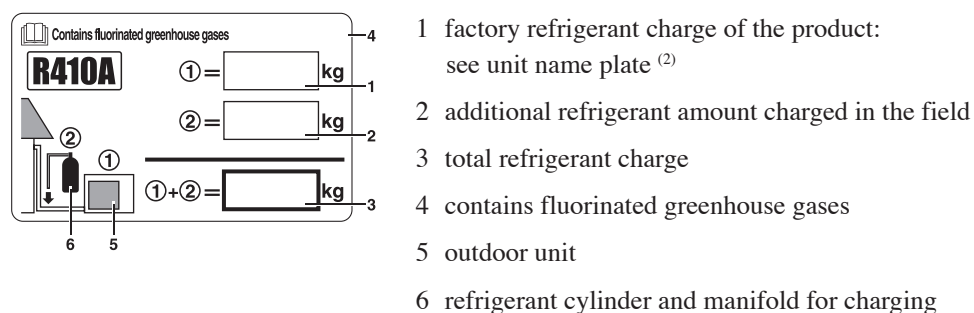 Contains fluorinated greenhouse gases
4
R410A
①=
kg
1
②=
kg
2
②
①
①+②=
kg
3
6
5
1 factory refrigerant charge of the product:
see unit name plate (2)
2 additional refrigerant amount charged in the field
3 total refrigerant charge
4 contains fluorinated greenhouse gases
5 outdoor unit
6 refrigerant cylinder and manifold for charging